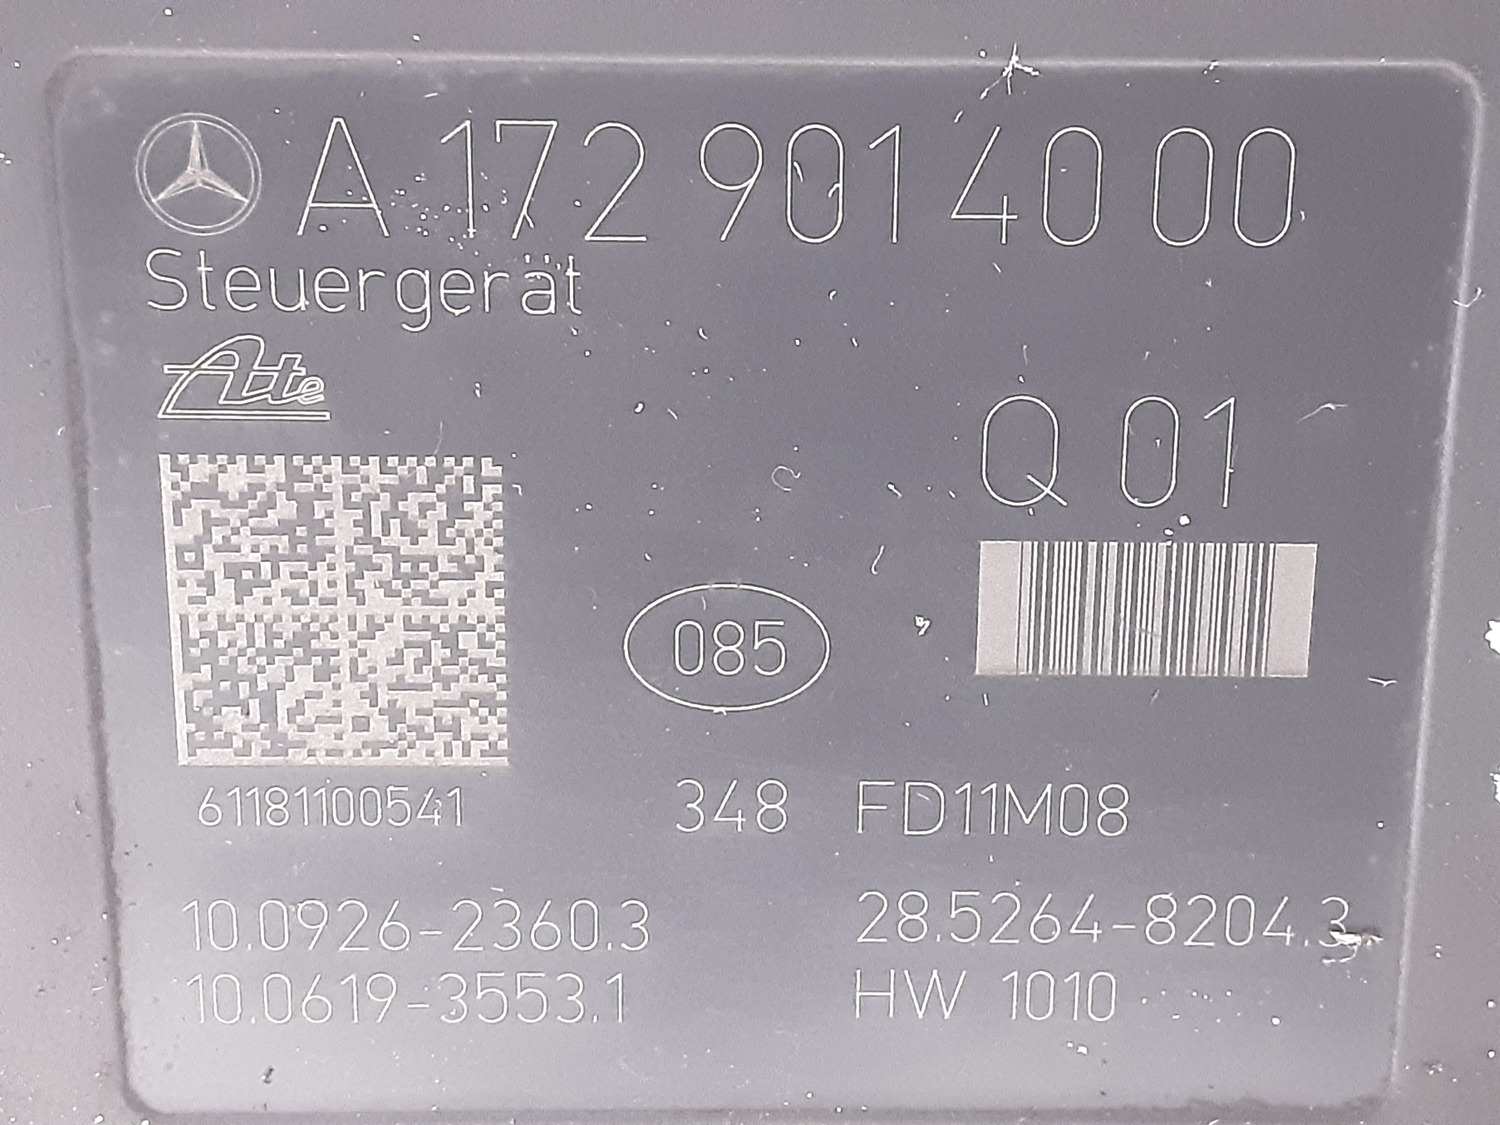 A 172 901 40 00
Steuergerät
Ate
Q 01
085
61181100541
348 FD11M08
10.0926-2360.3 28.5264-8204.3
10.0619-3553.1 HW 1010